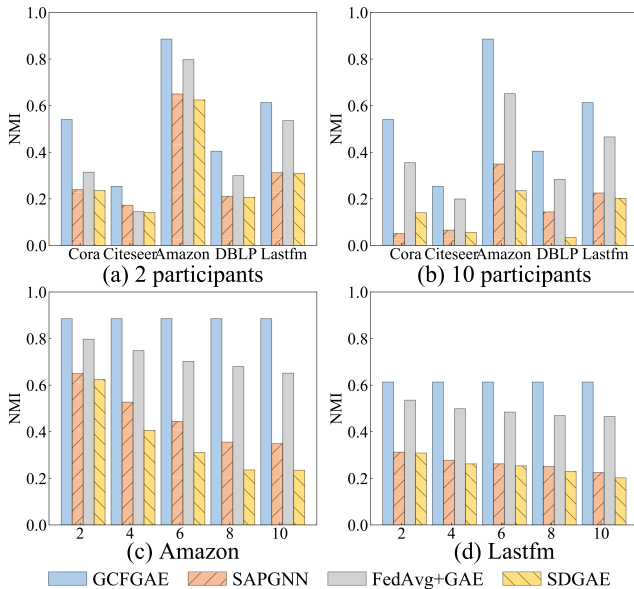 1.0
0.8
0.6
0.4
0.2
0.0
NMI
Cora Citeseer Amazon DBLP Lastfm
(a) 2 participants
1.0
0.8
0.6
0.4
0.2
0.0
NMI
Cora Citeseer Amazon DBLP Lastfm
(b) 10 participants
1.0
0.8
0.6
0.4
0.2
0.0
NMI
2 4 6 8 10
(c) Amazon
1.0
0.8
0.6
0.4
0.2
0.0
NMI
2 4 6 8 10
(d) Lastfm
GCFGAE SAPGNN FedAvg+GAE SDGAE